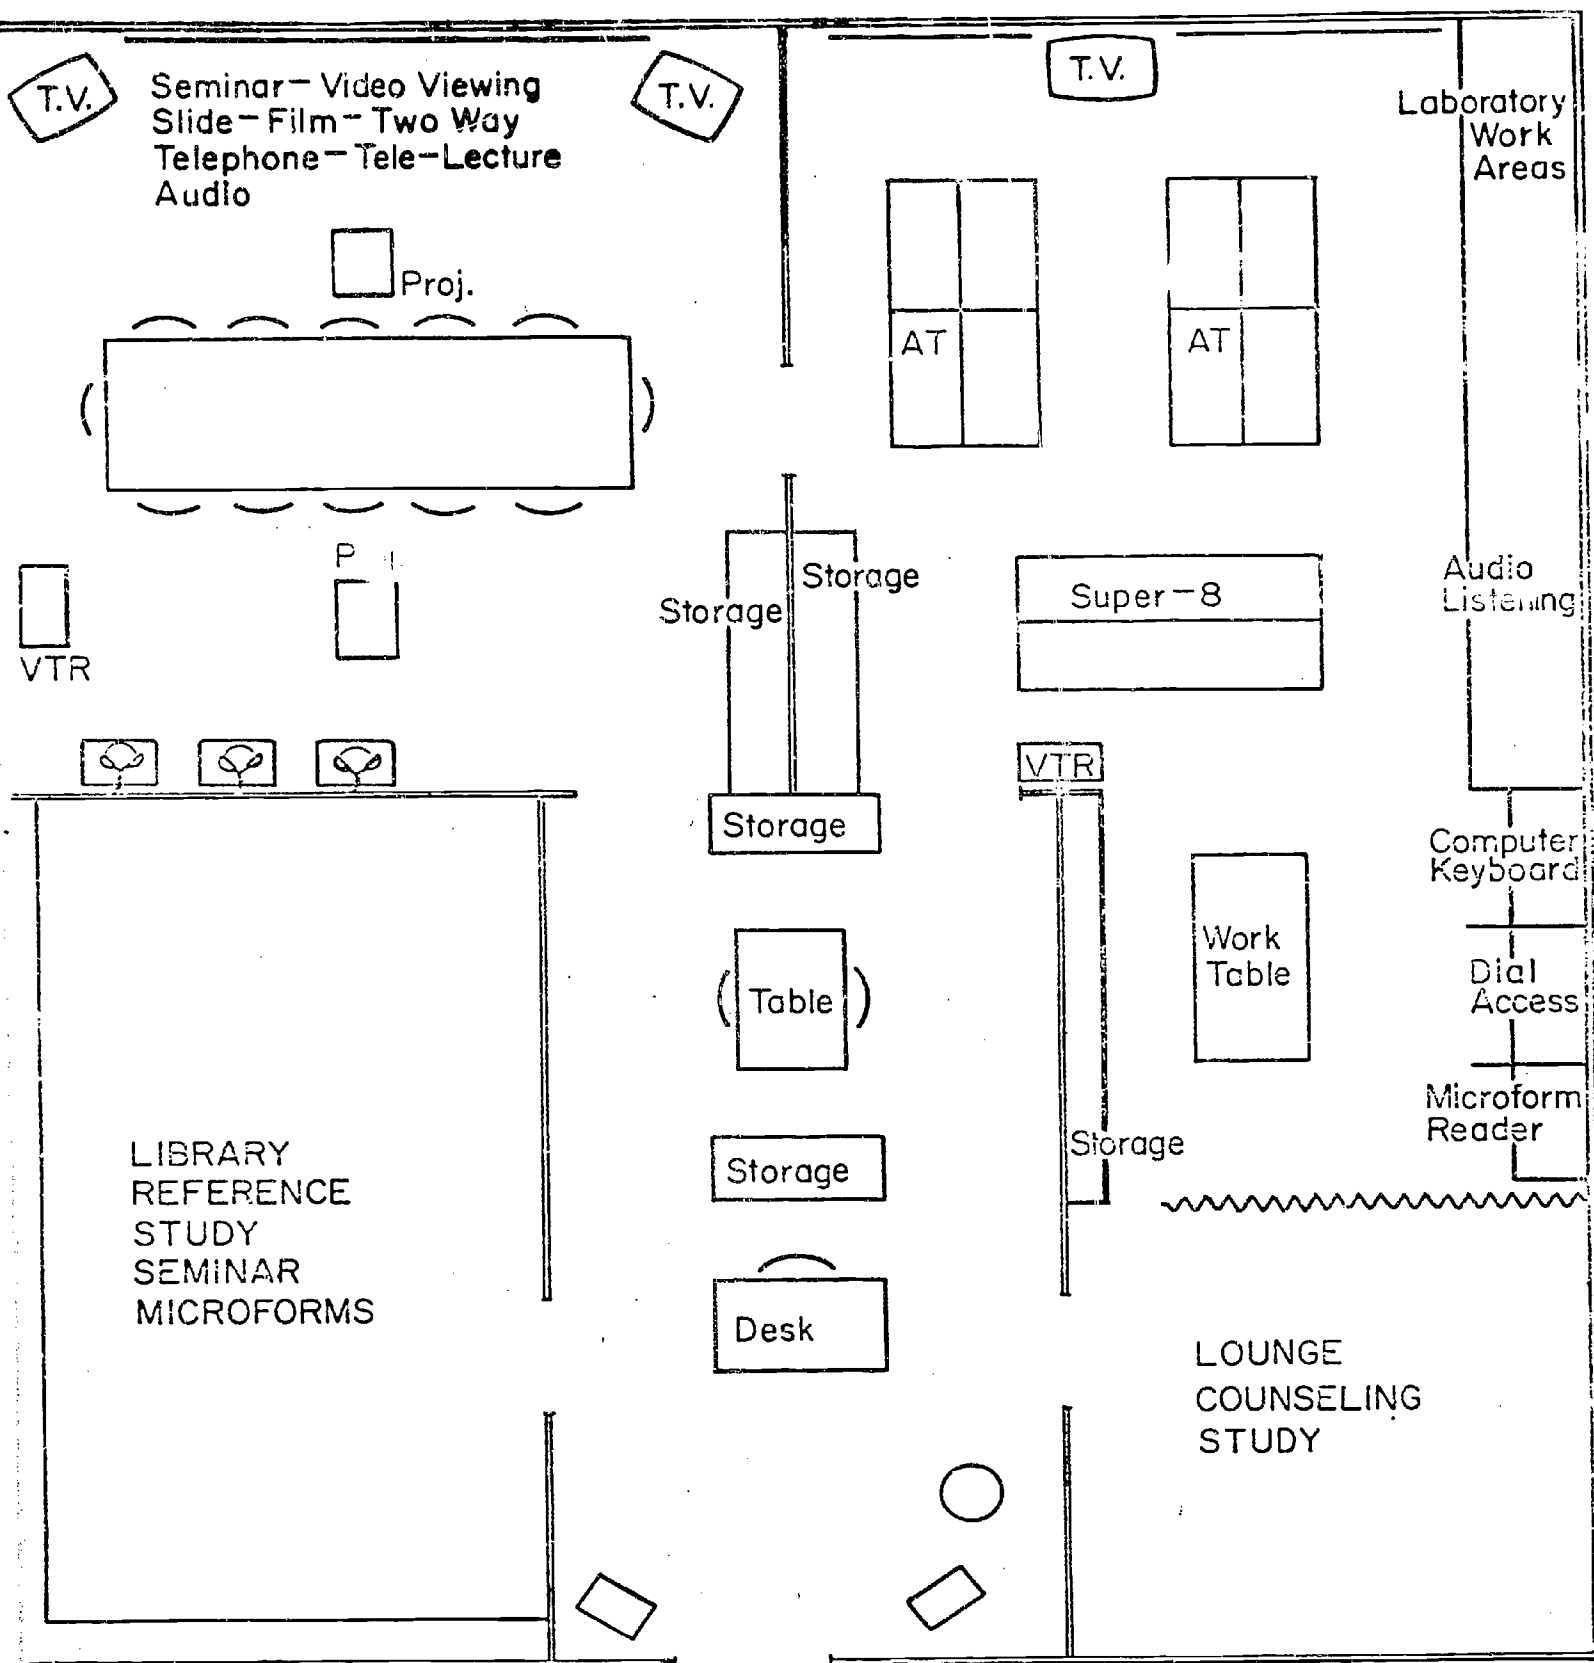 T.V.
Seminar-Video Viewing
Slide-Film-Two Way
Telephone-Tele-Lecture
Audio
T.V.
T.V.
Laboratory
Work
Areas
Proj.
AT
AT
P
VTR
Storage
Storage
Super-8
Audio
Listening
VTR
Storage
Computer
Keyboard
Work
Table
Dial
Access
Table
Microform
Reader
Storage
Storage
LIBRARY
REFERENCE
STUDY
SEMINAR
MICROFORMS
Desk
LOUNGE
COUNSELING
STUDY